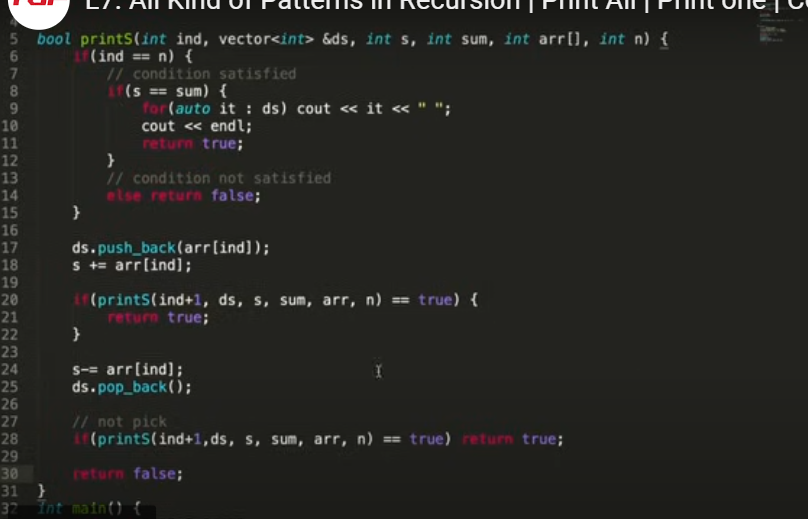 L7. All Kind of Patterns in Recursion | Print All | Print one |
5 bool printS(int ind, vector<int> &ds, int s, int sum, int arr[], int n) {
6 if(ind == n) {
7 // condition satisfied
8 if(s == sum) {
9 for(auto it : ds) cout << it << " ";
10 cout << endl;
11 return true;
12 }
13 // condition not satisfied
14 else return false;
15 }
16
17 ds.push_back(arr[ind]);
18 s += arr[ind];
19
20 if(printS(ind+1, ds, s, sum, arr, n) == true) {
21 return true;
22 }
23
24 s-= arr[ind];
25 ds.pop_back();
26
27 // not pick
28 if(printS(ind+1,ds, s, sum, arr, n) == true) return true;
29
30 return false;
31 }
32 int main() {